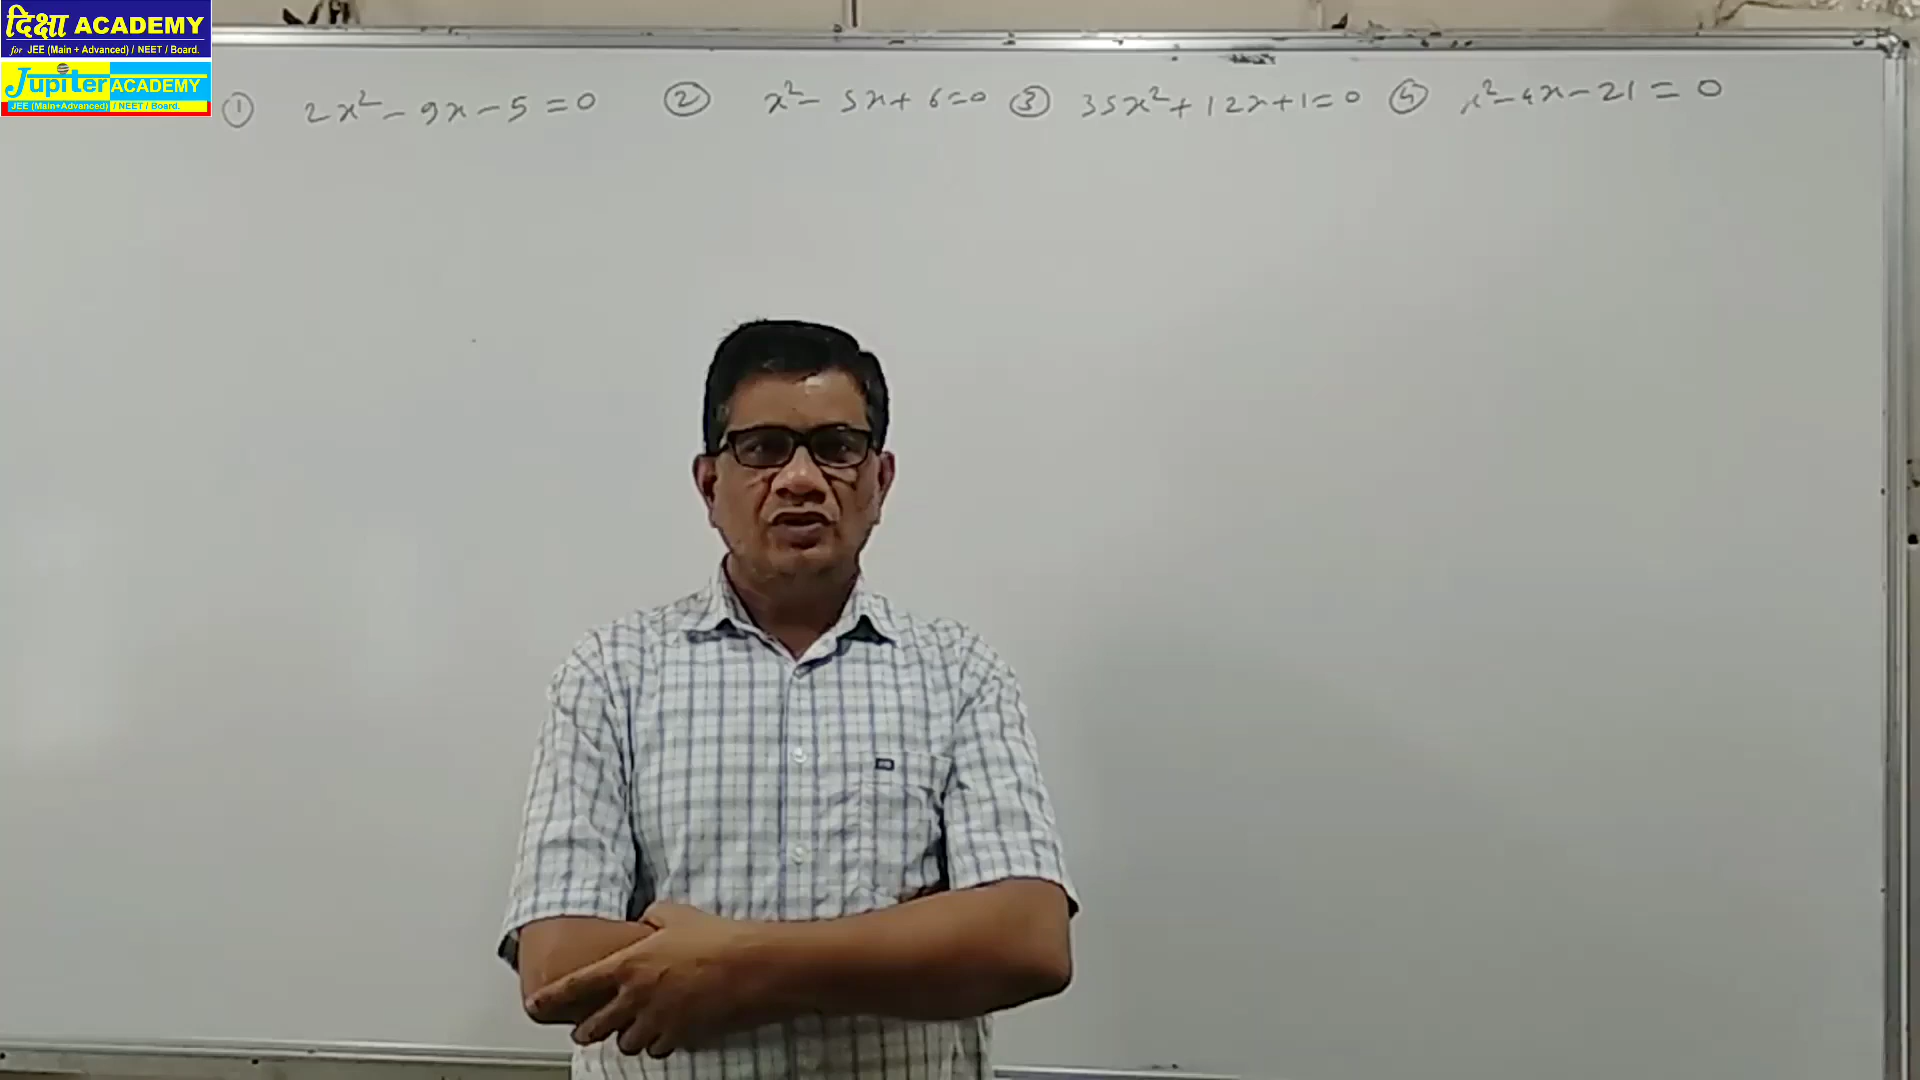 दिक्षा ACADEMY
for JEE (Main + Advanced) / NEET / Board.
Jupiter ACADEMY
JEE (Main+Advanced) / NEET / Board.
① 2x² - 9x - 5 = 0 ② x² - 5x + 6 = 0 ③ 35x² + 12x + 1 = 0 ④ x² - 4x - 21 = 0